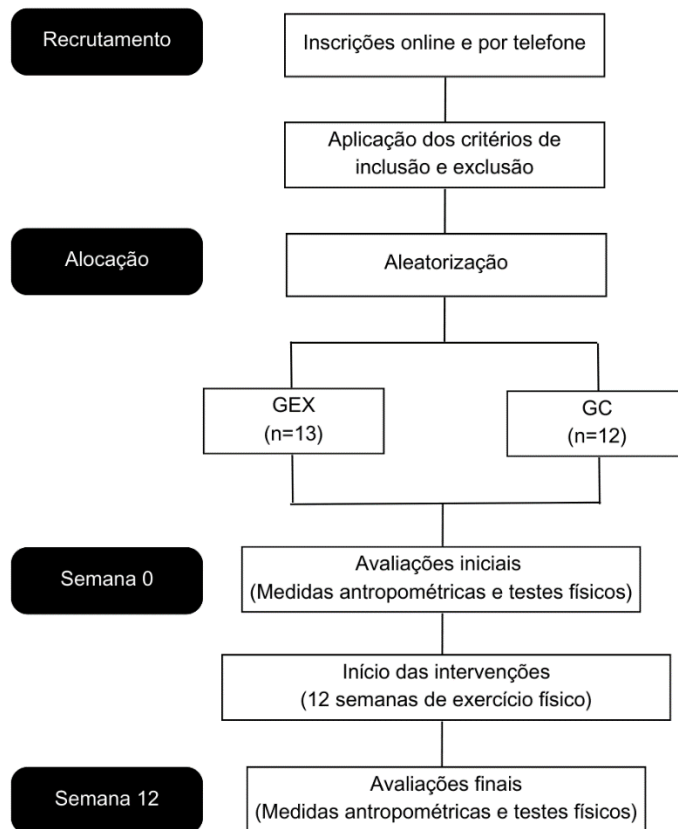 Recrutamento
Inscrições online e por telefone
Aplicação dos critérios de
inclusão e exclusão
Alocação
Aleatorização
GEX
(n=13)
GC
(n=12)
Semana 0
Avaliações iniciais
(Medidas antropométricas e testes físicos)
Início das intervenções
(12 semanas de exercício físico)
Semana 12
Avaliações finais
(Medidas antropométricas e testes físicos)